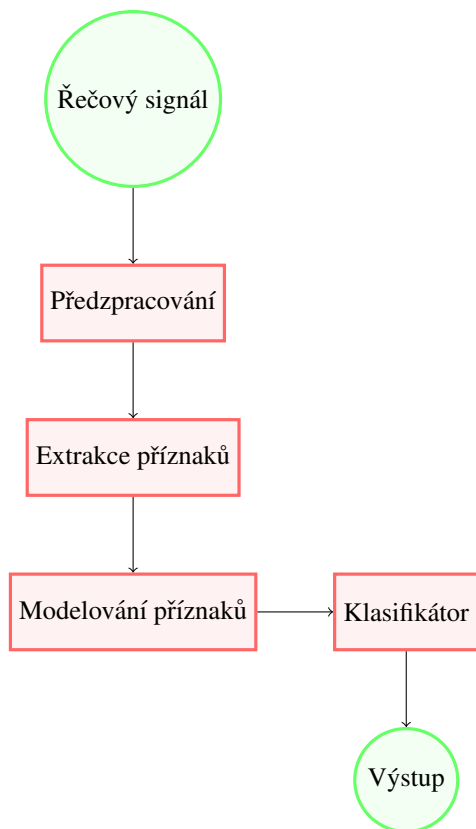 Řečový signál
Předzpracování
Extrakce příznaků
Modelování příznaků
Klasifikátor
Výstup